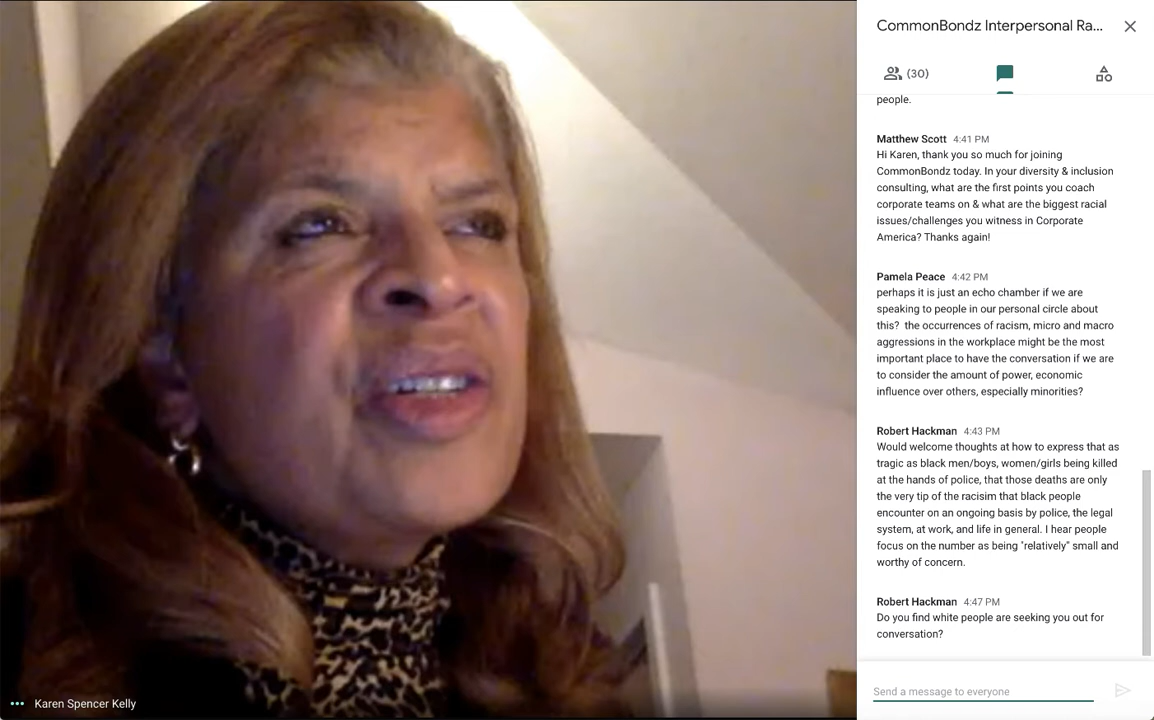 CommonBondz Interpersonal Ra...
(30)
people.
Matthew Scott 4:41 PM
Hi Karen, thank you so much for joining
CommonBondz today. In your diversity & inclusion
consulting, what are the first points you coach
corporate teams on & what are the biggest racial
issues/challenges you witness in Corporate
America? Thanks again!
Pamela Peace 4:42 PM
perhaps it is just an echo chamber if we are
speaking to people in our personal circle about
this?  the occurrences of racism, micro and macro
aggressions in the workplace might be the most
important place to have the conversation if we are
to consider the amount of power, economic
influence over others, especially minorities?
Robert Hackman 4:43 PM
Would welcome thoughts at how to express that as
tragic as black men/boys, women/girls being killed
at the hands of police, that those deaths are only
the very tip of the racisim that black people
encounter on an ongoing basis by police, the legal
system, at work, and life in general. I hear people
focus on the number as being "relatively" small and
worthy of concern.
Robert Hackman 4:47 PM
Do you find white people are seeking you out for
conversation?
Send a message to everyone
Karen Spencer Kelly